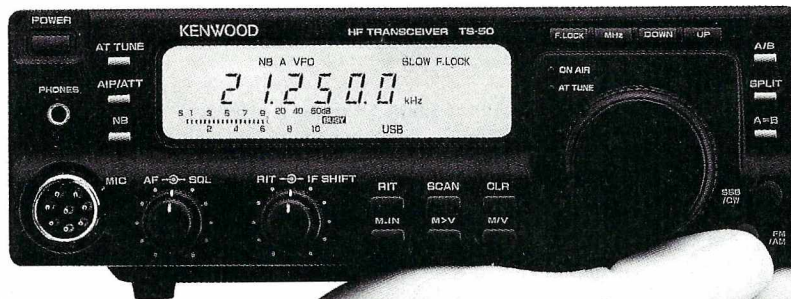 POWER
KENWOOD HF TRANSCEIVER TS-50
F.LOCK MHz DOWN UP
AT TUNE
NB A VFO SLOW F.LOCK
A/B
ON AIR
AIP/ATT
21.250.0 kHz
AT TUNE
SPLIT
PHONES
NB
S 1 3 5 7 9 20 40 60dB
BUSY
2 4 6 8 10 USB
A=B
MIC
AF SQL
RIT IF SHIFT
RIT SCAN CLR
SSB
/CW
M.IN M>V M/V
FM
/AM